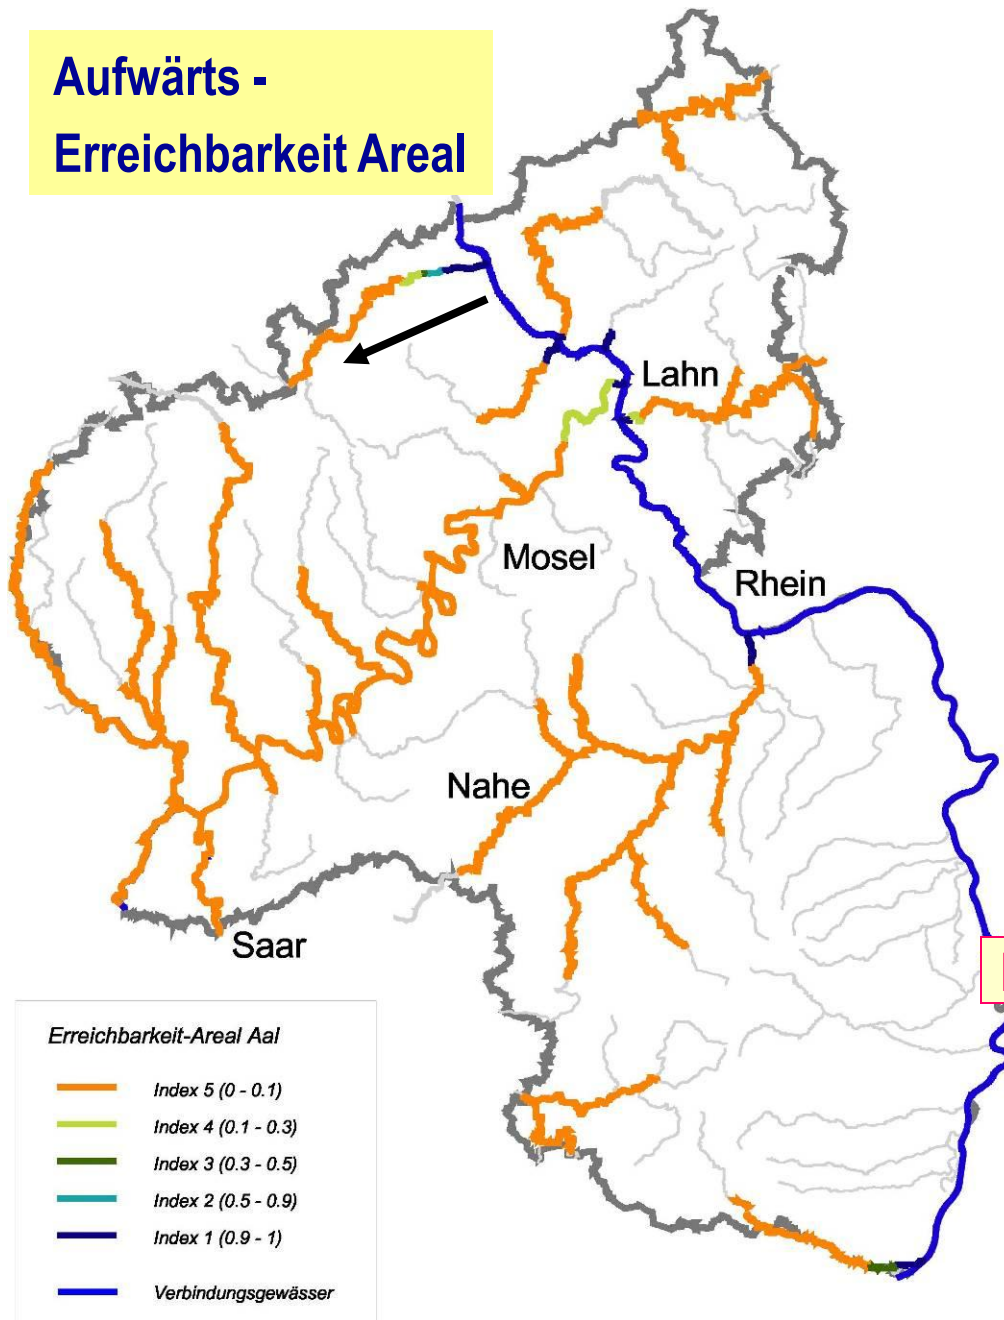 Aufwärts -
Erreichbarkeit Areal
Lahn
Mosel
Rhein
Nahe
Saar
Erreichbarkeit-Areal Aal
Index 5 (0 - 0.1)
Index 4 (0.1 - 0.3)
Index 3 (0.3 - 0.5)
Index 2 (0.5 - 0.9)
Index 1 (0.9 - 1)
Verbindungsgewässer